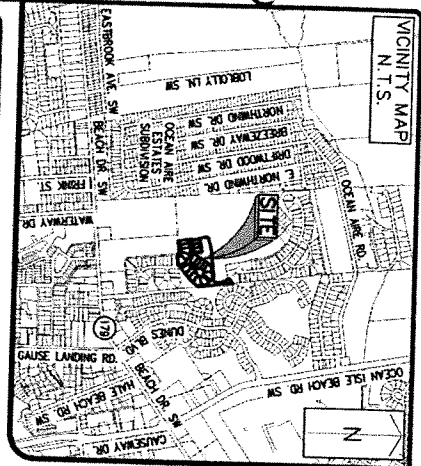 VICINITY MAP
N.T.S.
LOBLOLLY LN. SW
EASTBROOK AVE. SW
NORTHWIND DR. SW
BREEZEWAY DR. SW
DRIFTWOOD DR. SW
E. NORTHWIND DR.
OCEAN AIRE RD.
OCEAN AIRE
ESTATES
SUBDIVISION
BEACH DR. SW
FRINK ST.
WATERWAY DR.
SITE
179
DUKES BLVD
BEACH DR. SW
GAUSE LANDING RD.
HALE BEACH RD SW
OCEAN ISLE BEACH RD SW
CAUSEWAY DR.
N